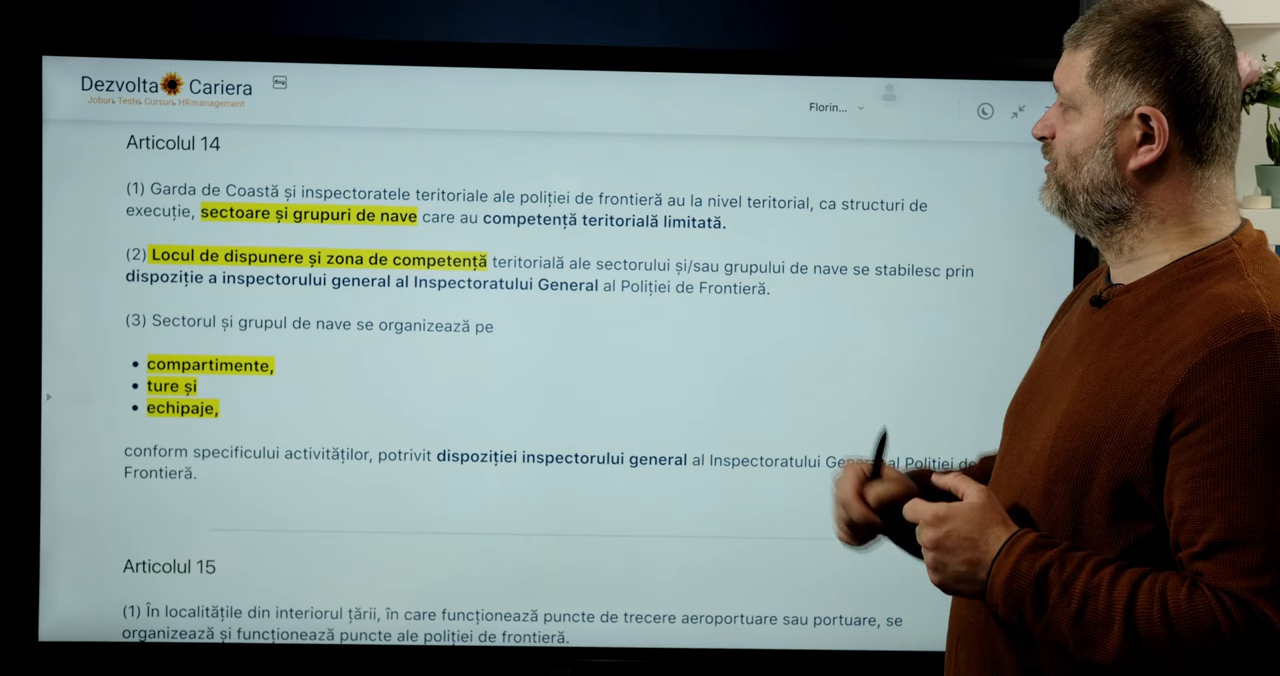 Dezvolta Cariera
Joburi Teste Cursuri HRmanagement
Florin...
Articolul 14
(1) Garda de Coastă și inspectoratele teritoriale ale poliției de frontieră au la nivel teritorial, ca structuri de
execuție, sectoare și grupuri de nave care au competență teritorială limitată.
(2) Locul de dispunere și zona de competență teritorială ale sectorului și/sau grupului de nave se stabilesc prin
dispoziție a inspectorului general al Inspectoratului General al Poliției de Frontieră.
(3) Sectorul și grupul de nave se organizează pe
• compartimente,
• ture și
• echipaje,
conform specificului activităților, potrivit dispoziției inspectorului general al Inspectoratului General al Poliției de
Frontieră.
Articolul 15
(1) În localitățile din interiorul țării, în care funcționează puncte de trecere aeroportuare sau portuare, se
organizează și funcționează puncte ale poliției de frontieră.